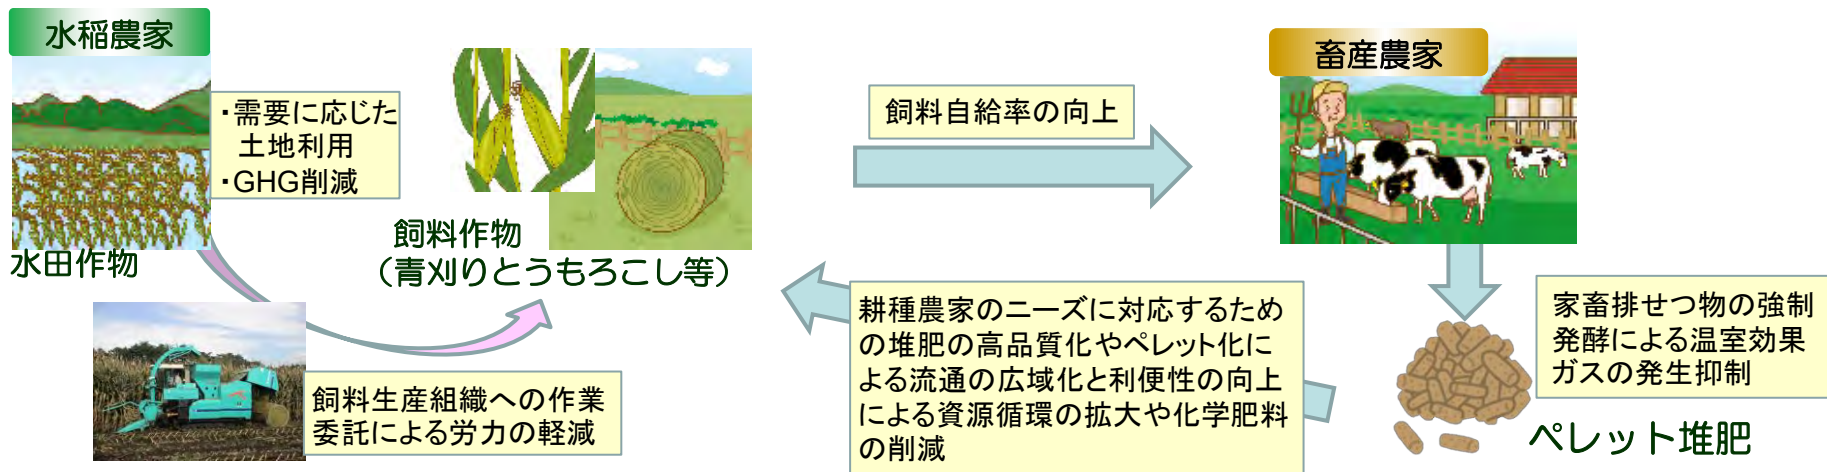 水稲農家
・需要に応じた
土地利用
・GHG削減
水田作物
飼料作物
（青刈りとうもろこし等）
飼料生産組織への作業
委託による労力の軽減
飼料自給率の向上
畜産農家
家畜排せつ物の強制
発酵による温室効果
ガスの発生抑制
ペレット堆肥
耕種農家のニーズに対応するため
の堆肥の高品質化やペレット化に
よる流通の広域化と利便性の向上
による資源循環の拡大や化学肥料
の削減